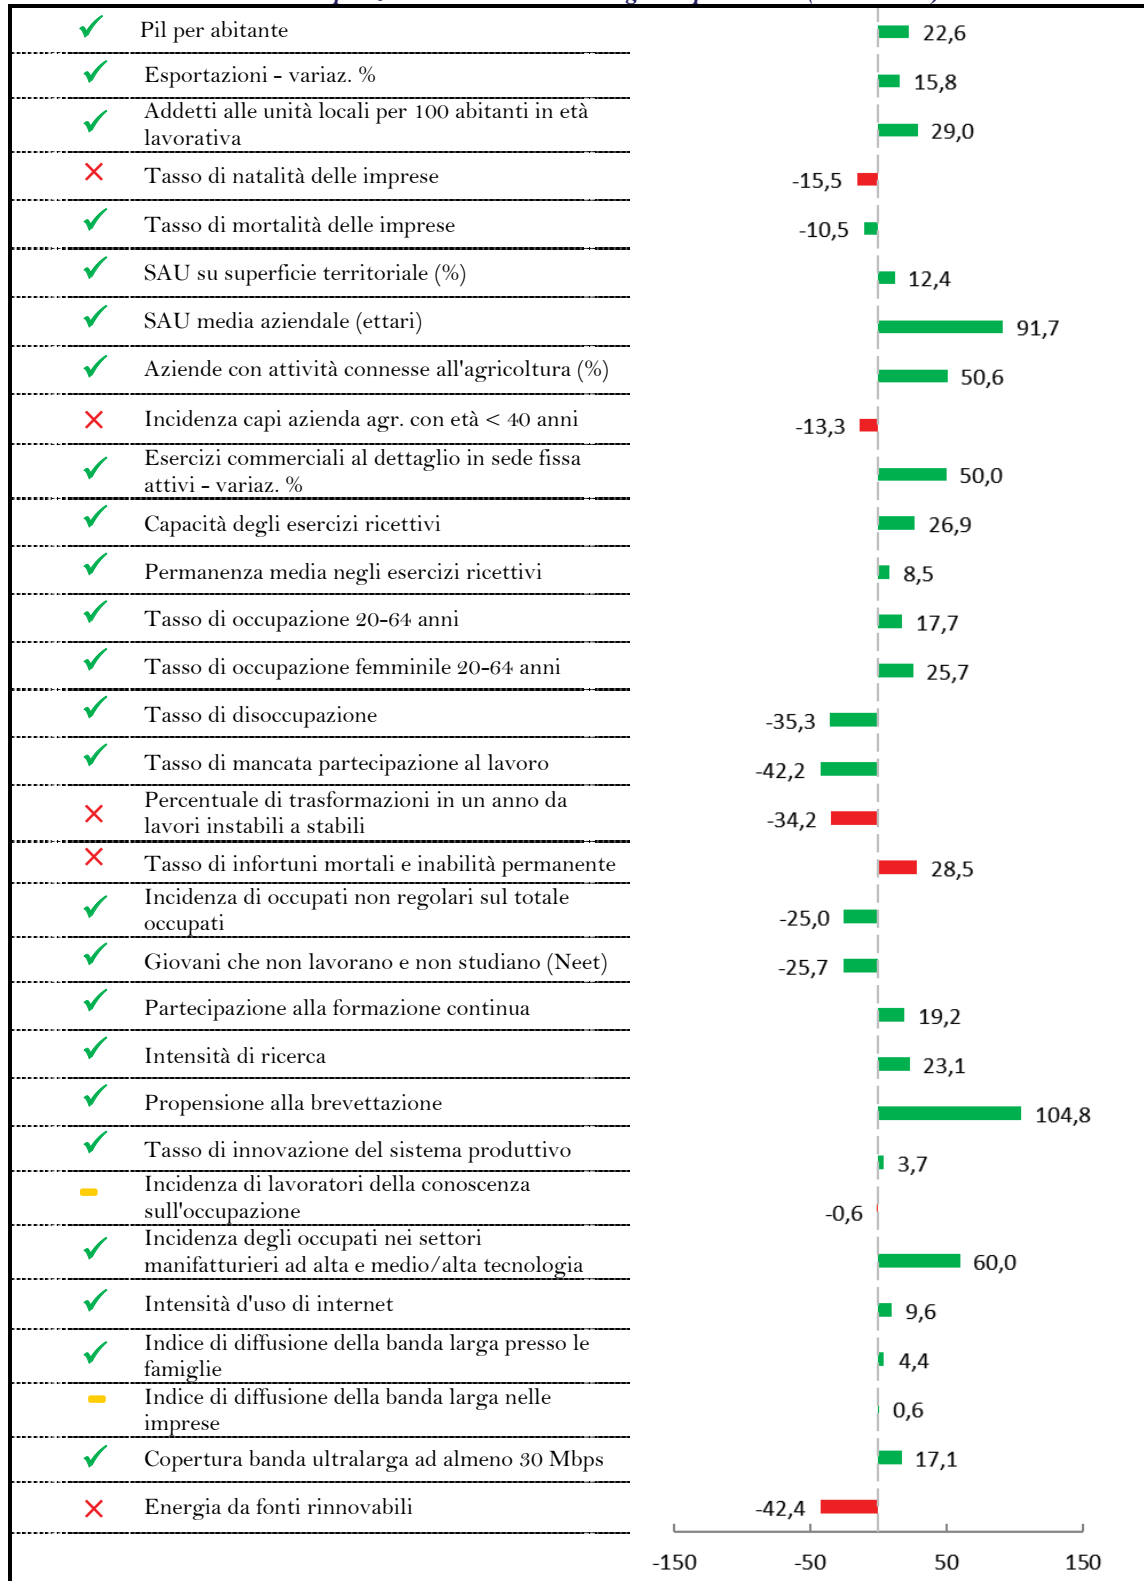 Pil per abitante
22,6
Esportazioni - variaz. %
15,8
Addetti alle unità locali per 100 abitanti in età
lavorativa
29,0
Tasso di natalità delle imprese
-15,5
Tasso di mortalità delle imprese
-10,5
SAU su superficie territoriale (%)
12,4
SAU media aziendale (ettari)
91,7
Aziende con attività connesse all'agricoltura (%)
50,6
Incidenza capi azienda agr. con età < 40 anni
-13,3
Esercizi commerciali al dettaglio in sede fissa
attivi - variaz. %
50,0
Capacità degli esercizi ricettivi
26,9
Permanenza media negli esercizi ricettivi
8,5
Tasso di occupazione 20-64 anni
17,7
Tasso di occupazione femminile 20-64 anni
25,7
Tasso di disoccupazione
-35,3
Tasso di mancata partecipazione al lavoro
-42,2
Percentuale di trasformazioni in un anno da
lavori instabili a stabili
-34,2
Tasso di infortuni mortali e inabilità permanente
28,5
Incidenza di occupati non regolari sul totale
occupati
-25,0
Giovani che non lavorano e non studiano (Neet)
-25,7
Partecipazione alla formazione continua
19,2
Intensità di ricerca
23,1
Propensione alla brevettazione
104,8
Tasso di innovazione del sistema produttivo
3,7
Incidenza di lavoratori della conoscenza
sull'occupazione
-0,6
Incidenza degli occupati nei settori
manifatturieri ad alta e medio/alta tecnologia
60,0
Intensità d'uso di internet
9,6
Indice di diffusione della banda larga presso le
famiglie
4,4
Indice di diffusione della banda larga nelle
imprese
0,6
Copertura banda ultralarga ad almeno 30 Mbps
17,1
Energia da fonti rinnovabili
-42,4
-150 -50 50 150